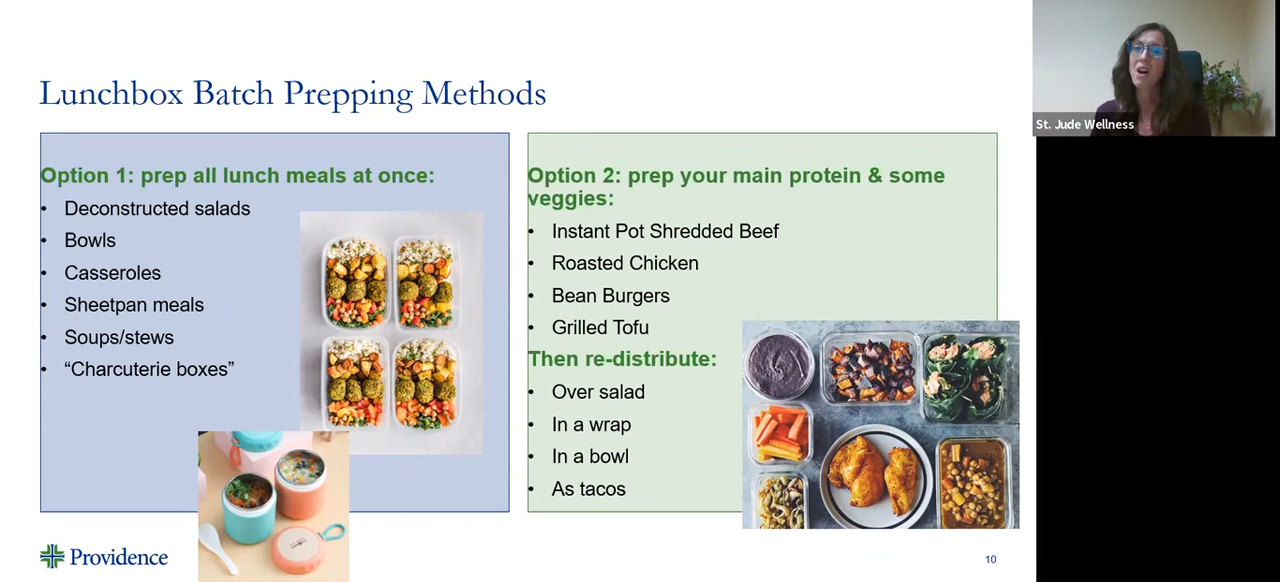 Lunchbox Batch Prepping Methods
Option 1: prep all lunch meals at once:
• Deconstructed salads
• Bowls
• Casseroles
• Sheetpan meals
• Soups/stews
• “Charcuterie boxes”
Option 2: prep your main protein & some
veggies:
• Instant Pot Shredded Beef
• Roasted Chicken
• Bean Burgers
• Grilled Tofu
Then re-distribute:
• Over salad
• In a wrap
• In a bowl
• As tacos
Providence
10
St. Jude Wellness